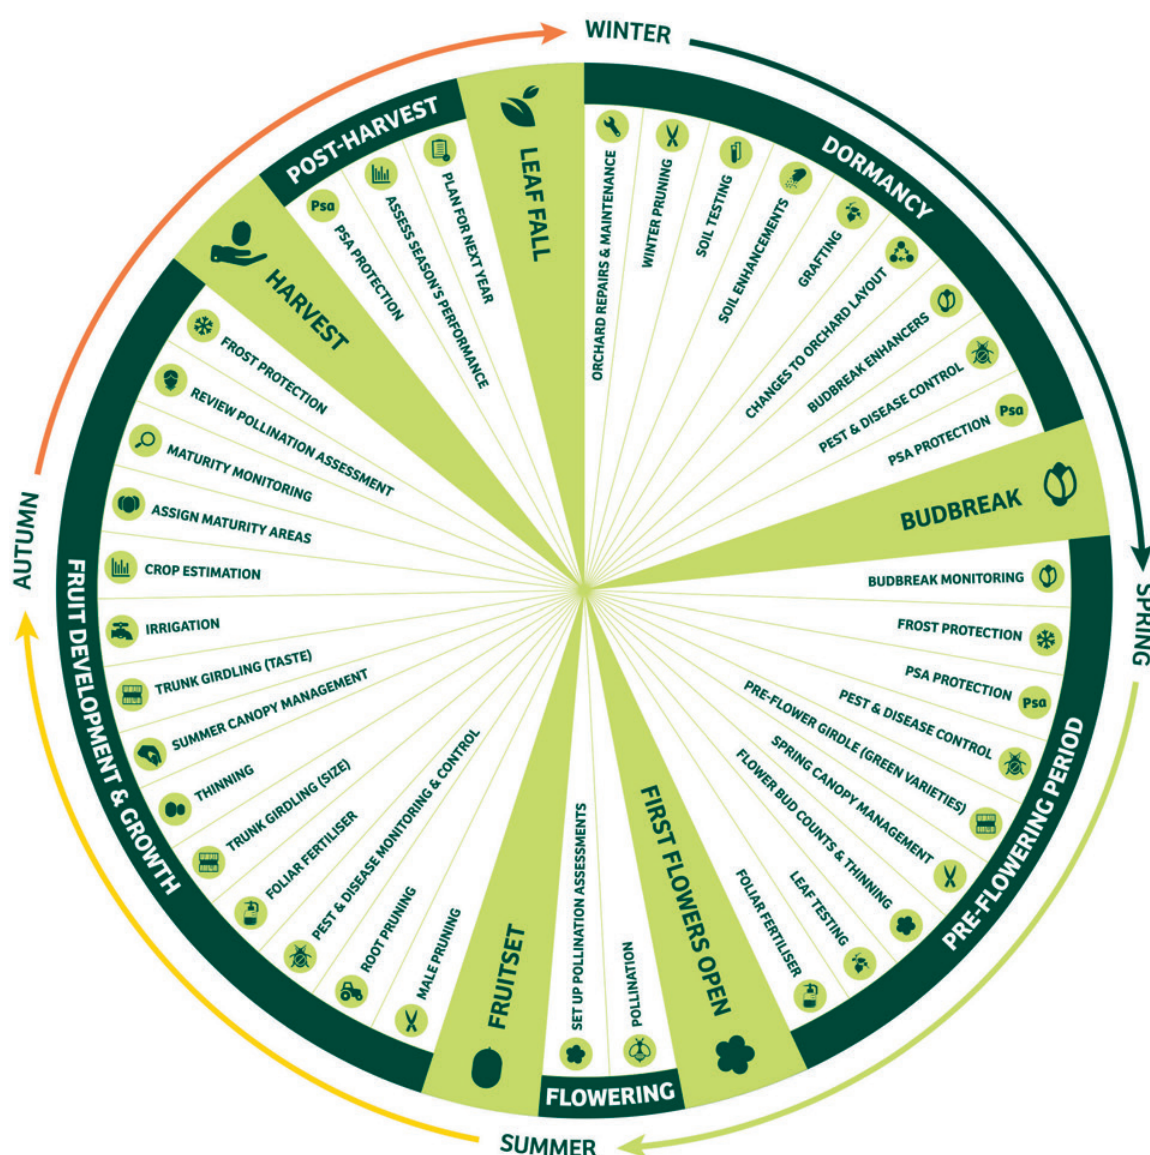 WINTER
DORMANCY
ORCHARD REPAIRS & MAINTENANCE
WINTER PRUNING
SOIL TESTING
SOIL ENHANCEMENTS
GRAFTING
CHANGES TO ORCHARD LAYOUT
BUDBREAK ENHANCERS
PEST & DISEASE CONTROL
PSA PROTECTION
Psa
BUDBREAK
SPRING
PRE-FLOWERING PERIOD
BUDBREAK MONITORING
FROST PROTECTION
PSA PROTECTION
Psa
PEST & DISEASE CONTROL
PRE-FLOWER GIRDLE (GREEN VARIETIES)
SPRING CANOPY MANAGEMENT
FLOWER BUD COUNTS & THINNING
LEAF TESTING
FOLIAR FERTILISER
FIRST FLOWERS OPEN
FLOWERING
POLLINATION
SET UP POLLINATION ASSESSMENTS
SUMMER
FRUITSET
FRUIT DEVELOPMENT & GROWTH
MALE PRUNING
ROOT PRUNING
PEST & DISEASE MONITORING & CONTROL
FOLIAR FERTILISER
TRUNK GIRDLING (SIZE)
THINNING
SUMMER CANOPY MANAGEMENT
TRUNK GIRDLING (TASTE)
IRRIGATION
CROP ESTIMATION
ASSIGN MATURITY AREAS
MATURITY MONITORING
REVIEW POLLINATION ASSESSMENT
FROST PROTECTION
AUTUMN
HARVEST
POST-HARVEST
Psa
PSA PROTECTION
ASSESS SEASON'S PERFORMANCE
PLAN FOR NEXT YEAR
LEAF FALL